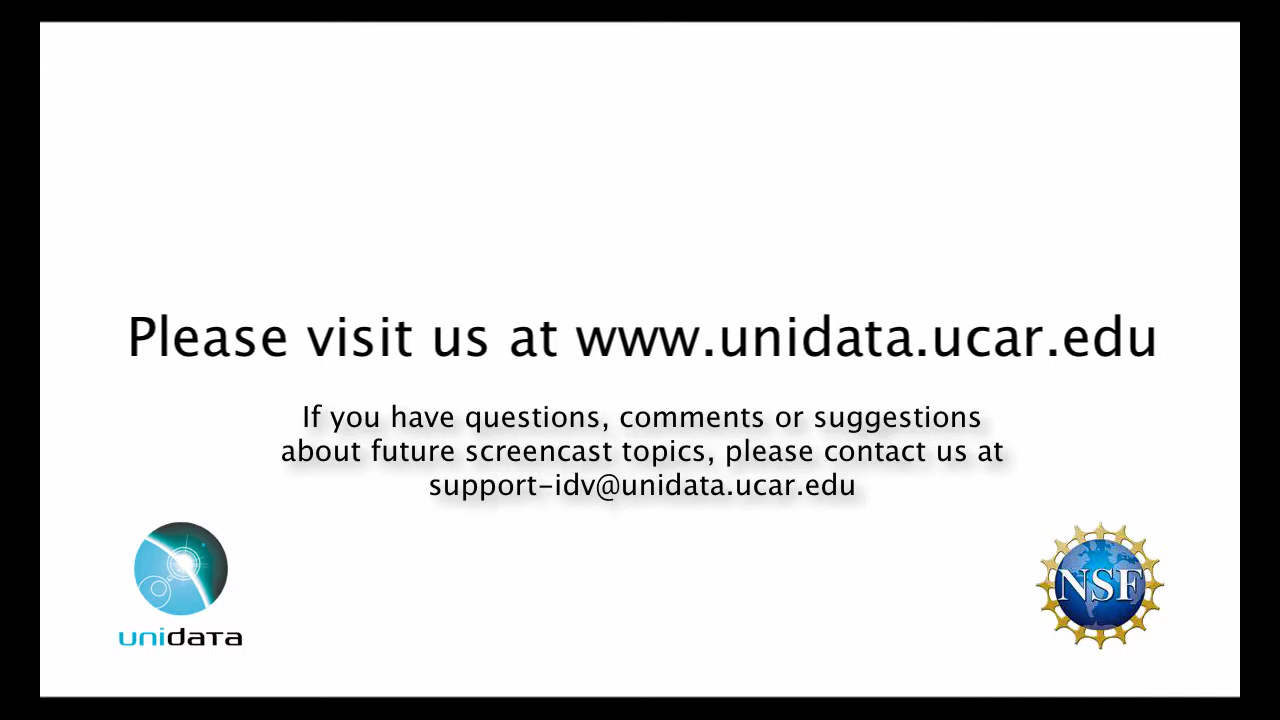 Please visit us at www.unidata.ucar.edu
If you have questions, comments or suggestions
about future screencast topics, please contact us at
support-idv@unidata.ucar.edu
unidata
NSF